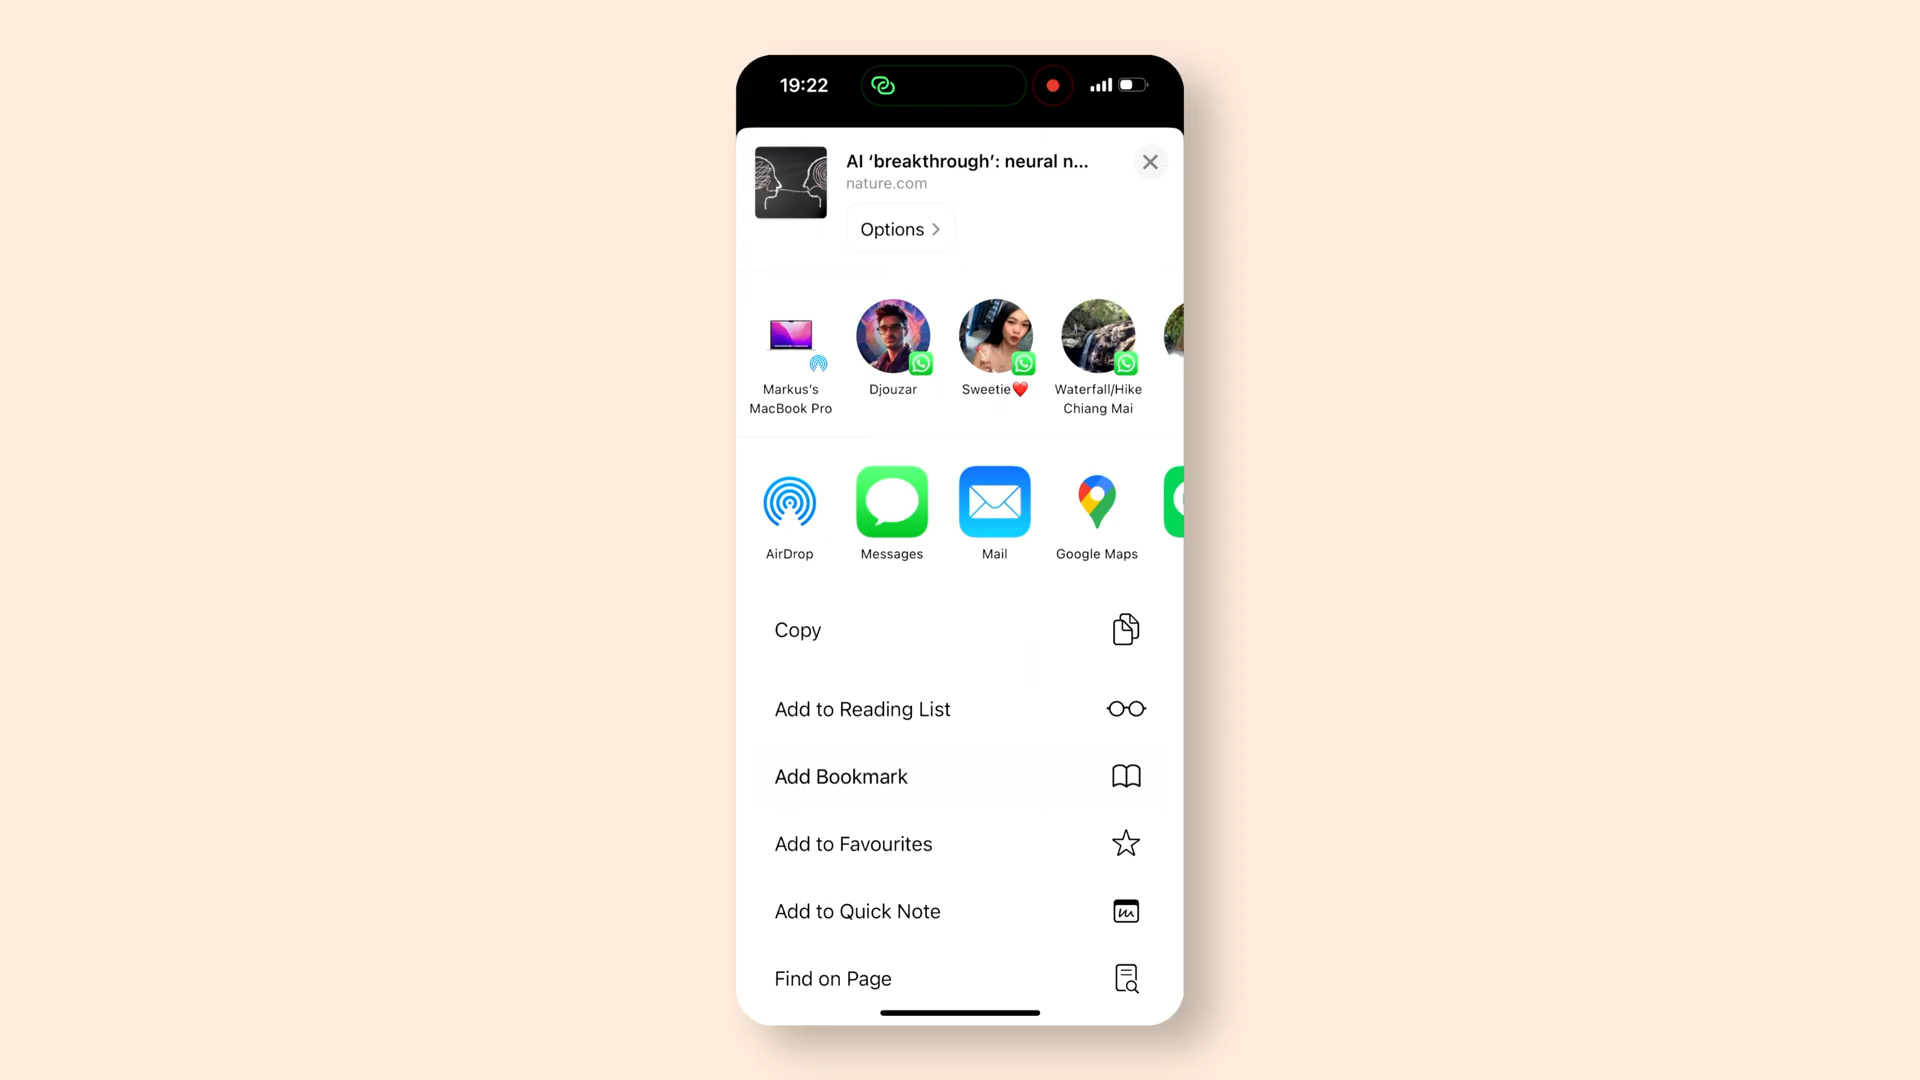 19:22
AI ‘breakthrough’: neural n...
nature.com
Options
Markus’s
MacBook Pro
Djouzar
Sweetie❤️
Waterfall/Hike
Chiang Mai
AirDrop
Messages
Mail
Google Maps
Copy
Add to Reading List
Add Bookmark
Add to Favourites
Add to Quick Note
Find on Page